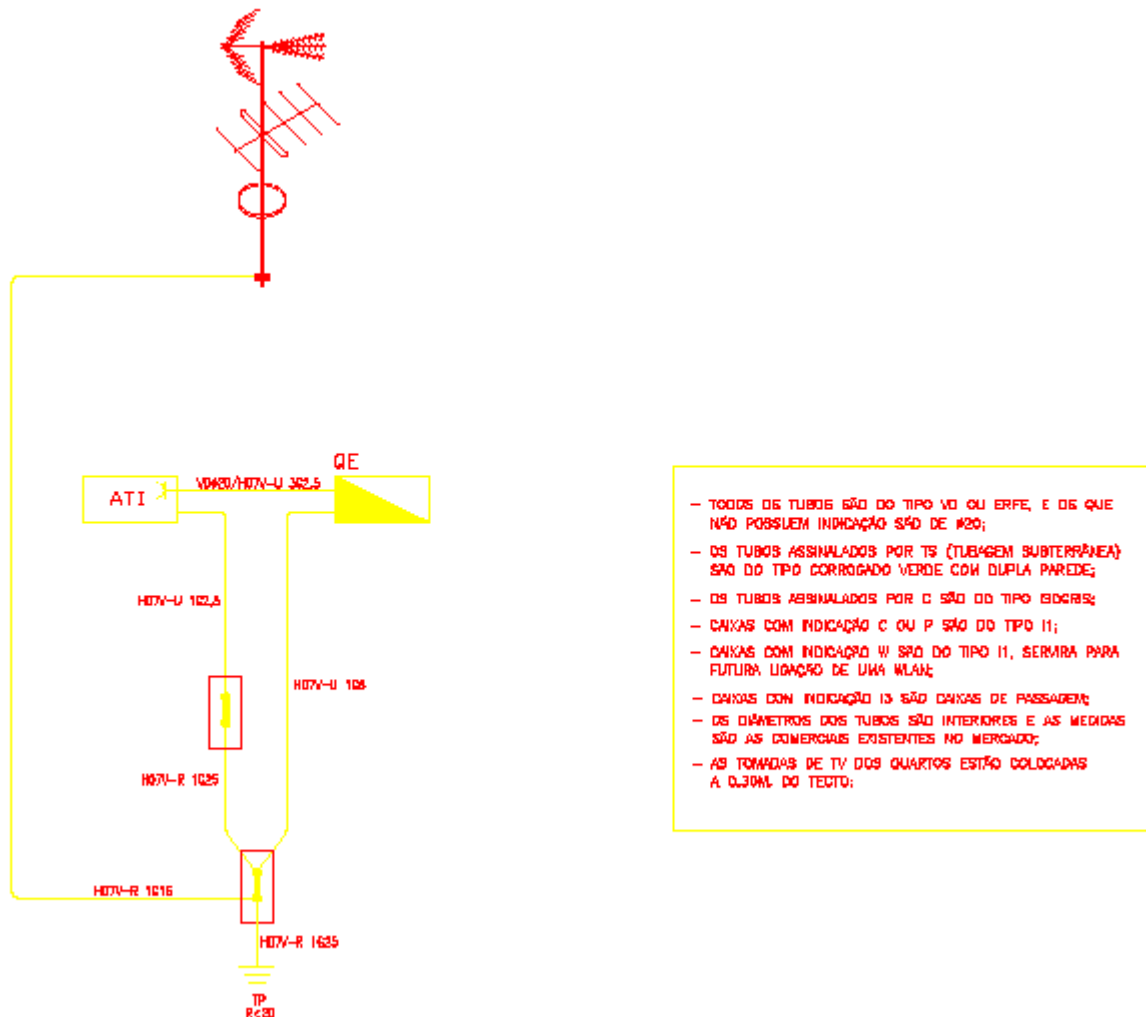 QE
ATI
VD#20/H07V-U 3G2,5
H07V-U 1G2,5
H07V-U 1G6
H07V-R 1G25
H07V-R 1G16
H07V-R 1G35
TP
R<20
- TODOS OS TUBOS SÃO DO TIPO VD OU ERFE, E OS QUE
NÃO POSSUEM INDICAÇÃO SÃO DE #20;
- OS TUBOS ASSINALADOS POR TS (TUBAGEM SUBTERRÂNEA)
SÃO DO TIPO CORROGADO VERDE COM DUPLA PAREDE;
- OS TUBOS ASSINALADOS POR C SÃO DO TIPO ISOGRIS;
- CAIXAS COM INDICAÇÃO C OU P SÃO DO TIPO I1;
- CAIXAS COM INDICAÇÃO W SÃO DO TIPO I1, SERVIRA PARA
FUTURA LIGAÇÃO DE UMA WLAN;
- CAIXAS COM INDICAÇÃO I3 SÃO CAIXAS DE PASSAGEM;
- OS DIÂMETROS DOS TUBOS SÃO INTERIORES E AS MEDIDAS
SÃO AS COMERCIAIS EXISTENTES NO MERCADO;
- AS TOMADAS DE TV DOS QUARTOS ESTÃO COLOCADAS
A 0.30M. DO TECTO;